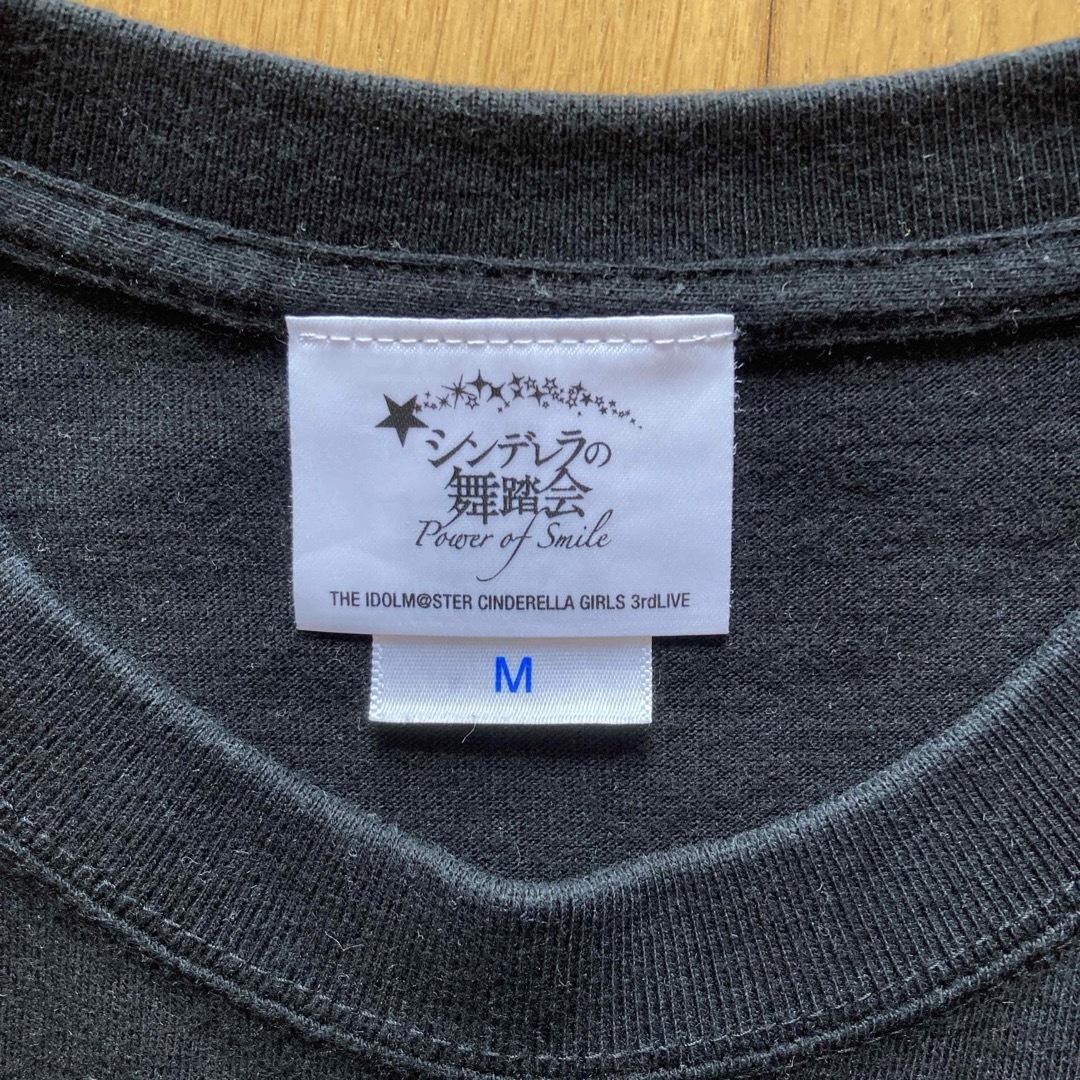 シンデレラの
舞踏会
Power of Smile
THE IDOLM@STER CINDERELLA GIRLS 3rdLIVE
M